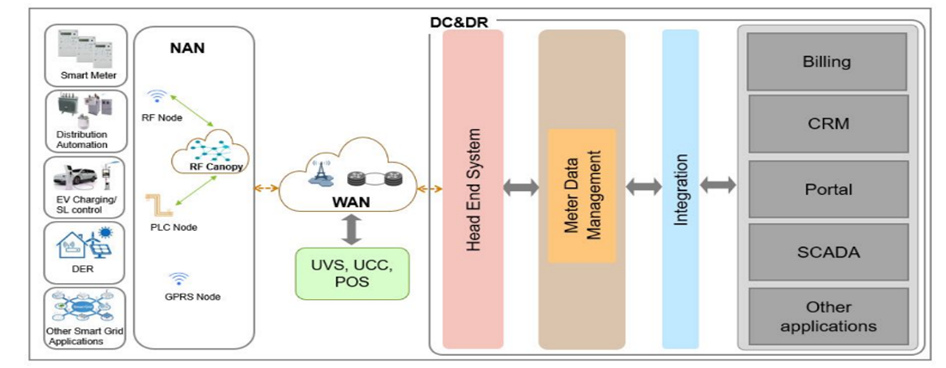 DC&DR
NAN
Smart Meter
RF Node
Distribution
Automation
RF Canopy
EV Charging/
SL control
PLC Node
DER
GPRS Node
Other Smart Grid
Applications
WAN
UVS, UCC,
POS
Head End System
Meter Data
Management
Integration
Billing
CRM
Portal
SCADA
Other
applications